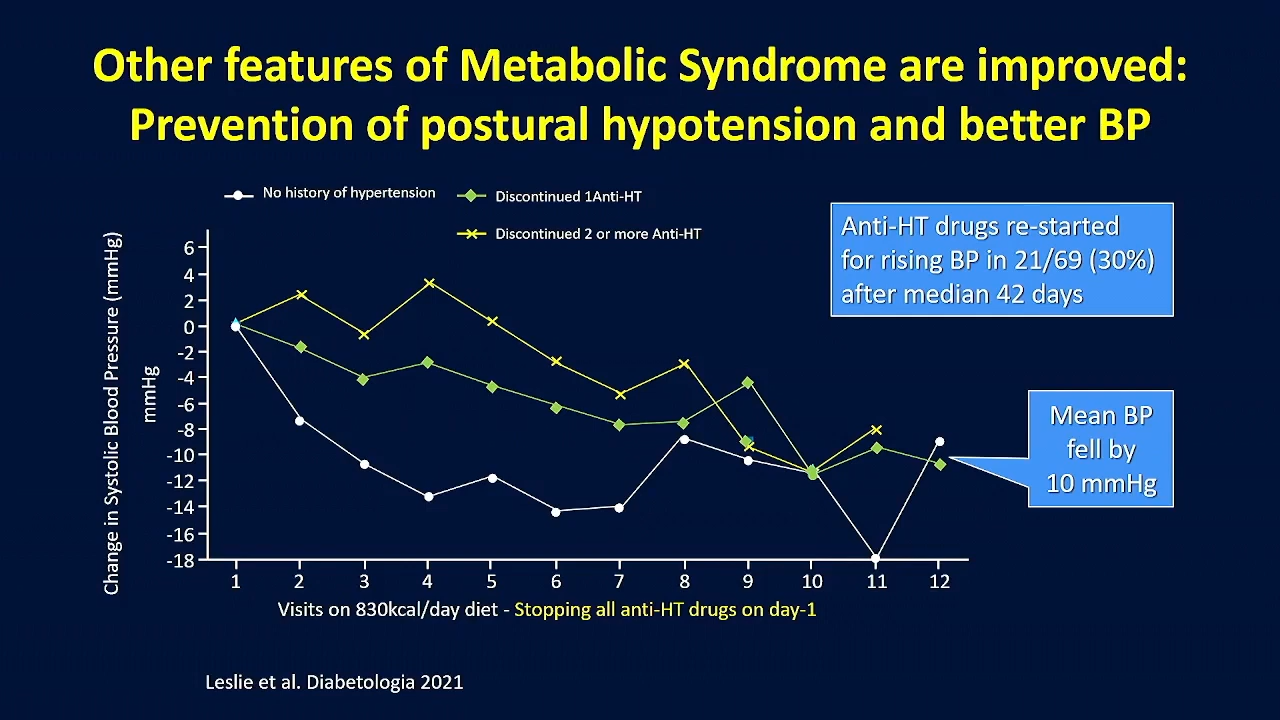 Other features of Metabolic Syndrome are improved:
Prevention of postural hypotension and better BP
No history of hypertension
Discontinued 1Anti-HT
Discontinued 2 or more Anti-HT
Anti-HT drugs re-started
for rising BP in 21/69 (30%)
after median 42 days
Change in Systolic Blood Pressure (mmHg)
mmHg
6
4
2
0
-2
-4
-6
-8
-10
-12
-14
-16
-18
Mean BP
fell by
10 mmHg
1 2 3 4 5 6 7 8 9 10 11 12
Visits on 830kcal/day diet - Stopping all anti-HT drugs on day-1
Leslie et al. Diabetologia 2021